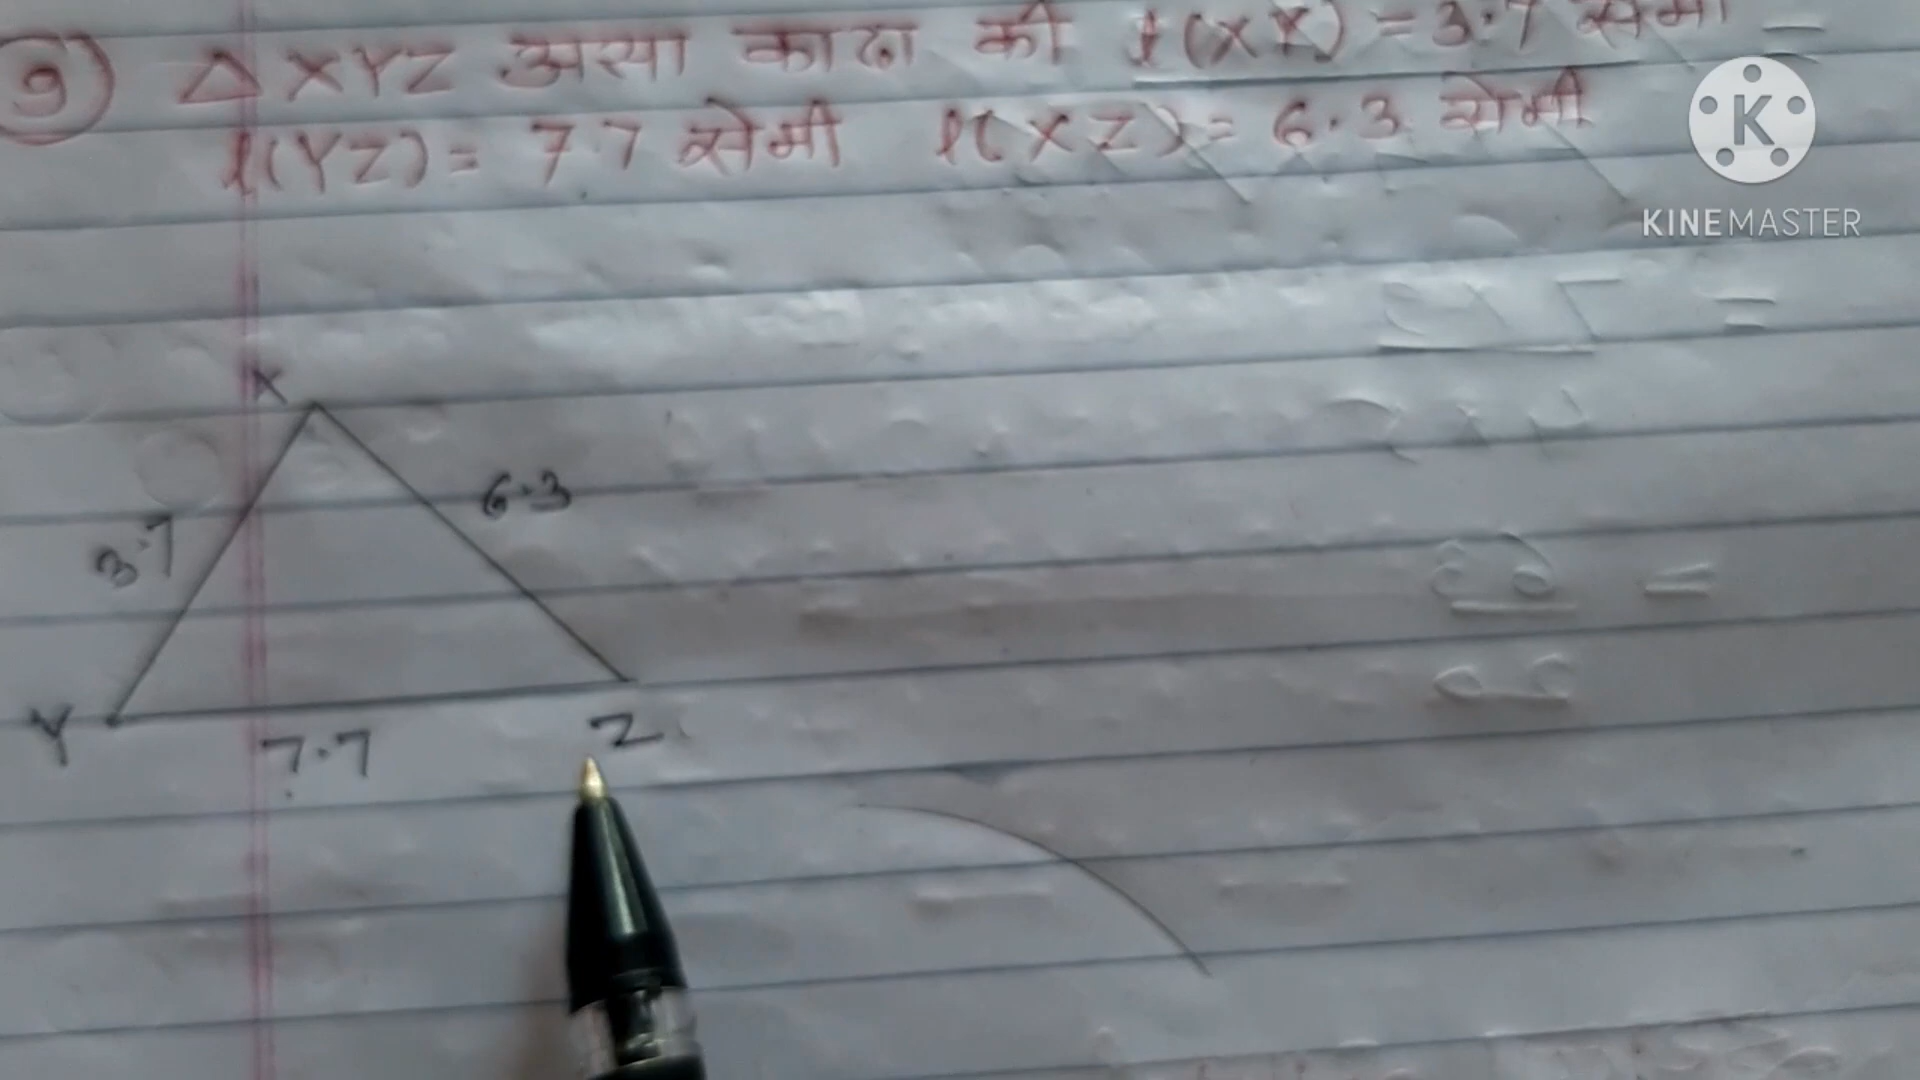 9) △XYZ असा काढा की l(XY) = 3.7 सेमी
l(YZ) = 7.7 सेमी l(XZ) = 6.3 सेमी
K
KINEMASTER
X
6.3
3.7
Y
Z
7.7